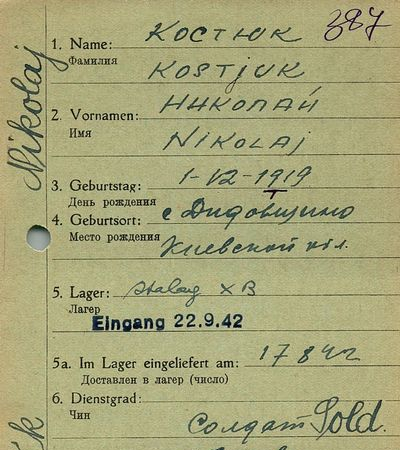 387
Nikolaj
1. Name: КОСТЮК
Фамилия
KOSTJUK
2. Vornamen: НИКОЛАЙ
Имя
NIKOLAJ
3. Geburtstag: 1-12-1919
День рождения
4. Geburtsort: с Дидовщино
Место рождения Киевской обл.
5. Lager: Stalag X B
Лагерь
Eingang 22.9.42
5a. Im Lager eingeliefert am: 17 8 42
Доставлен в лагерь (число)
6. Dienstgrad:
Чин
Солдат Sold.